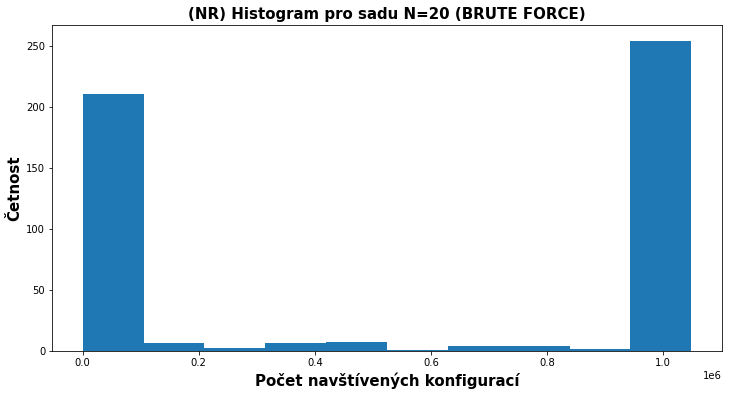 (NR) Histogram pro sadu N=20 (BRUTE FORCE)
Četnost
250
200
150
100
50
0
0.0 0.2 0.4 0.6 0.8 1.0
1e6
Počet navštívených konfigurací